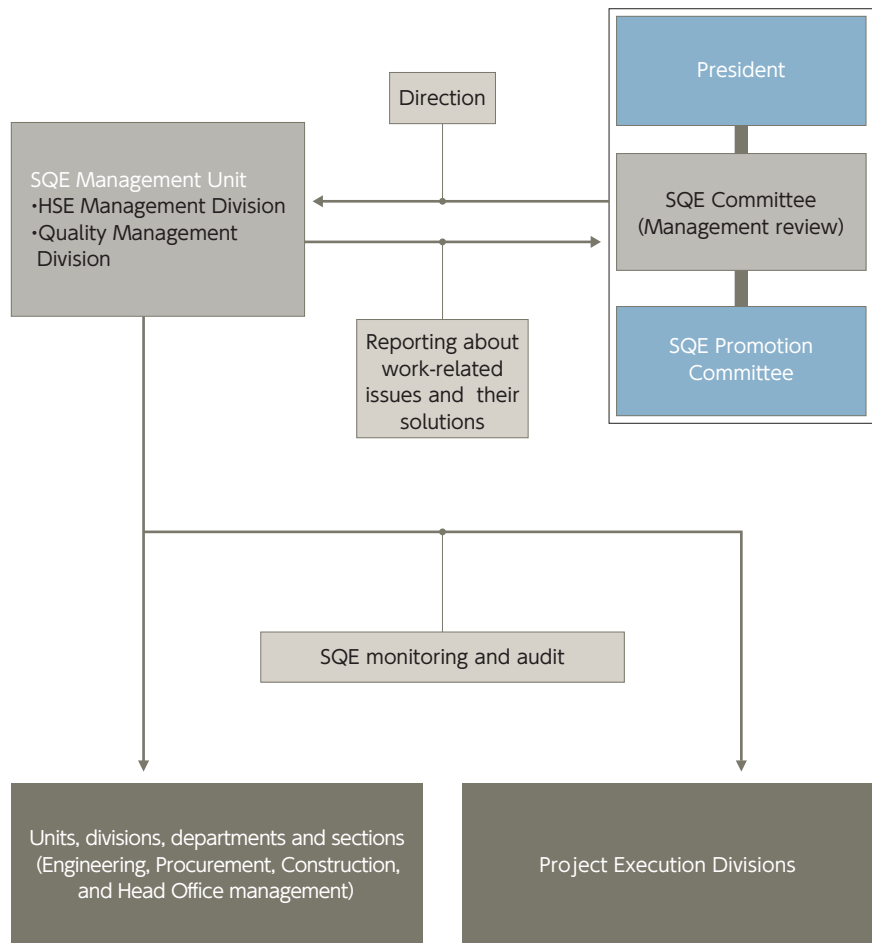 President
Direction
SQE Management Unit
・HSE Management Division
・Quality Management
Division
SQE Committee
(Management review)
Reporting about
work-related
issues and their
solutions
SQE Promotion
Committee
SQE monitoring and audit
Units, divisions, departments and sections
(Engineering, Procurement, Construction,
and Head Office management)
Project Execution Divisions